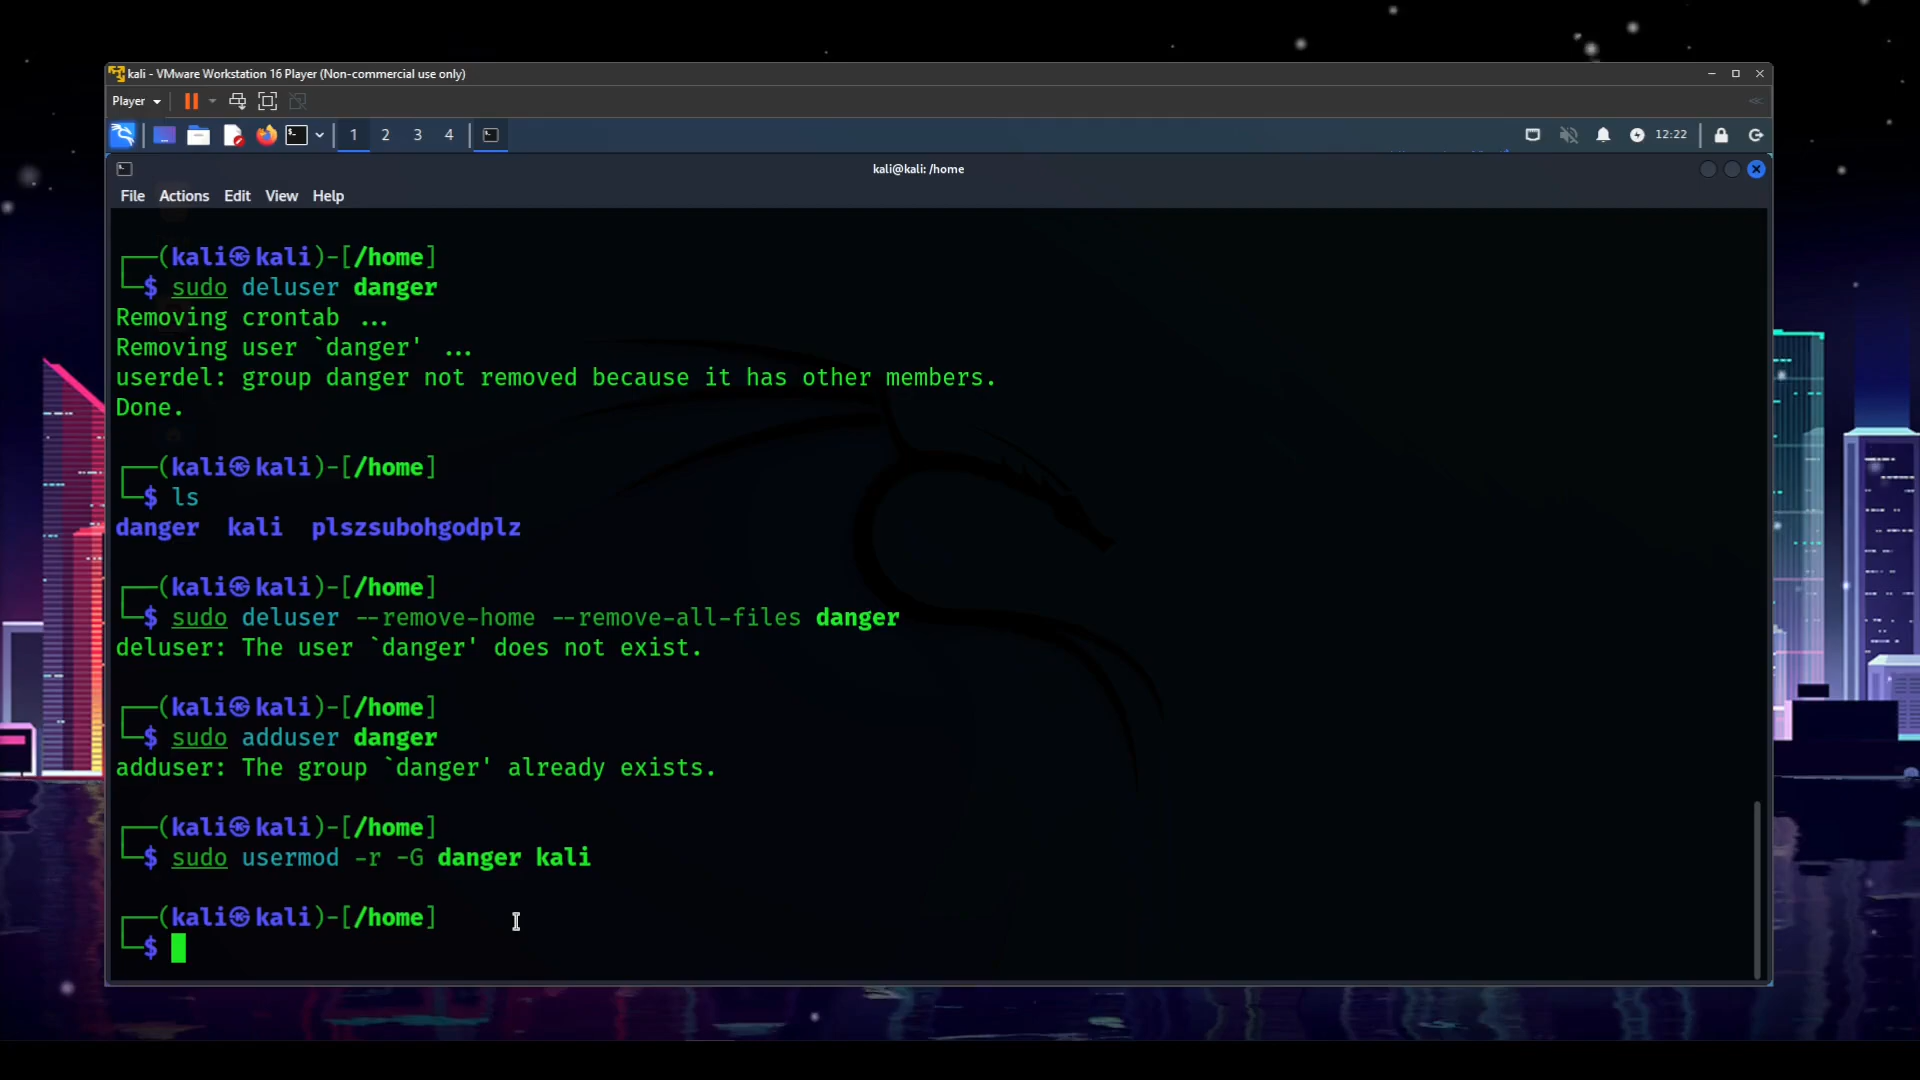 kali - VMware Workstation 16 Player (Non-commercial use only)
Player
1 2 3 4
12:22
kali@kali: /home
File Actions Edit View Help
┌──(kali㉿kali)-[/home]
└─$ sudo deluser danger
Removing crontab ...
Removing user `danger' ...
userdel: group danger not removed because it has other members.
Done.
┌──(kali㉿kali)-[/home]
└─$ ls
danger kali plszsubohgodplz
┌──(kali㉿kali)-[/home]
└─$ sudo deluser --remove-home --remove-all-files danger
deluser: The user `danger' does not exist.
┌──(kali㉿kali)-[/home]
└─$ sudo adduser danger
adduser: The group `danger' already exists.
┌──(kali㉿kali)-[/home]
└─$ sudo usermod -r -G danger kali
┌──(kali㉿kali)-[/home]
└─$